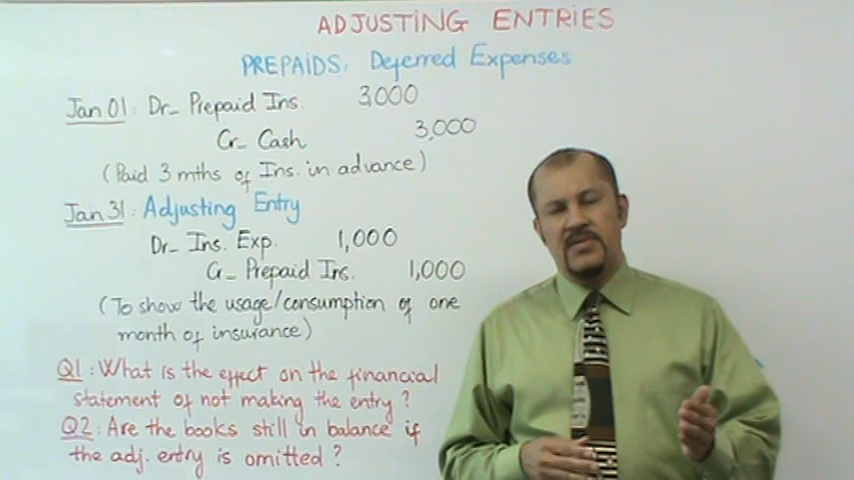 ADJUSTING ENTRIES
PREPAIDS. Deferred Expenses
Jan 01: Dr_ Prepaid Ins. 3,000
Cr_ Cash 3,000
(Paid 3 mths of Ins. in advance)
Jan 31: Adjusting Entry
Dr_ Ins. Exp. 1,000
Cr_ Prepaid Ins. 1,000
(To show the usage/consumption of one
month of insurance)
Q1: What is the effect on the financial
statement of not making the entry?
Q2: Are the books still in balance if
the adj. entry is omitted?